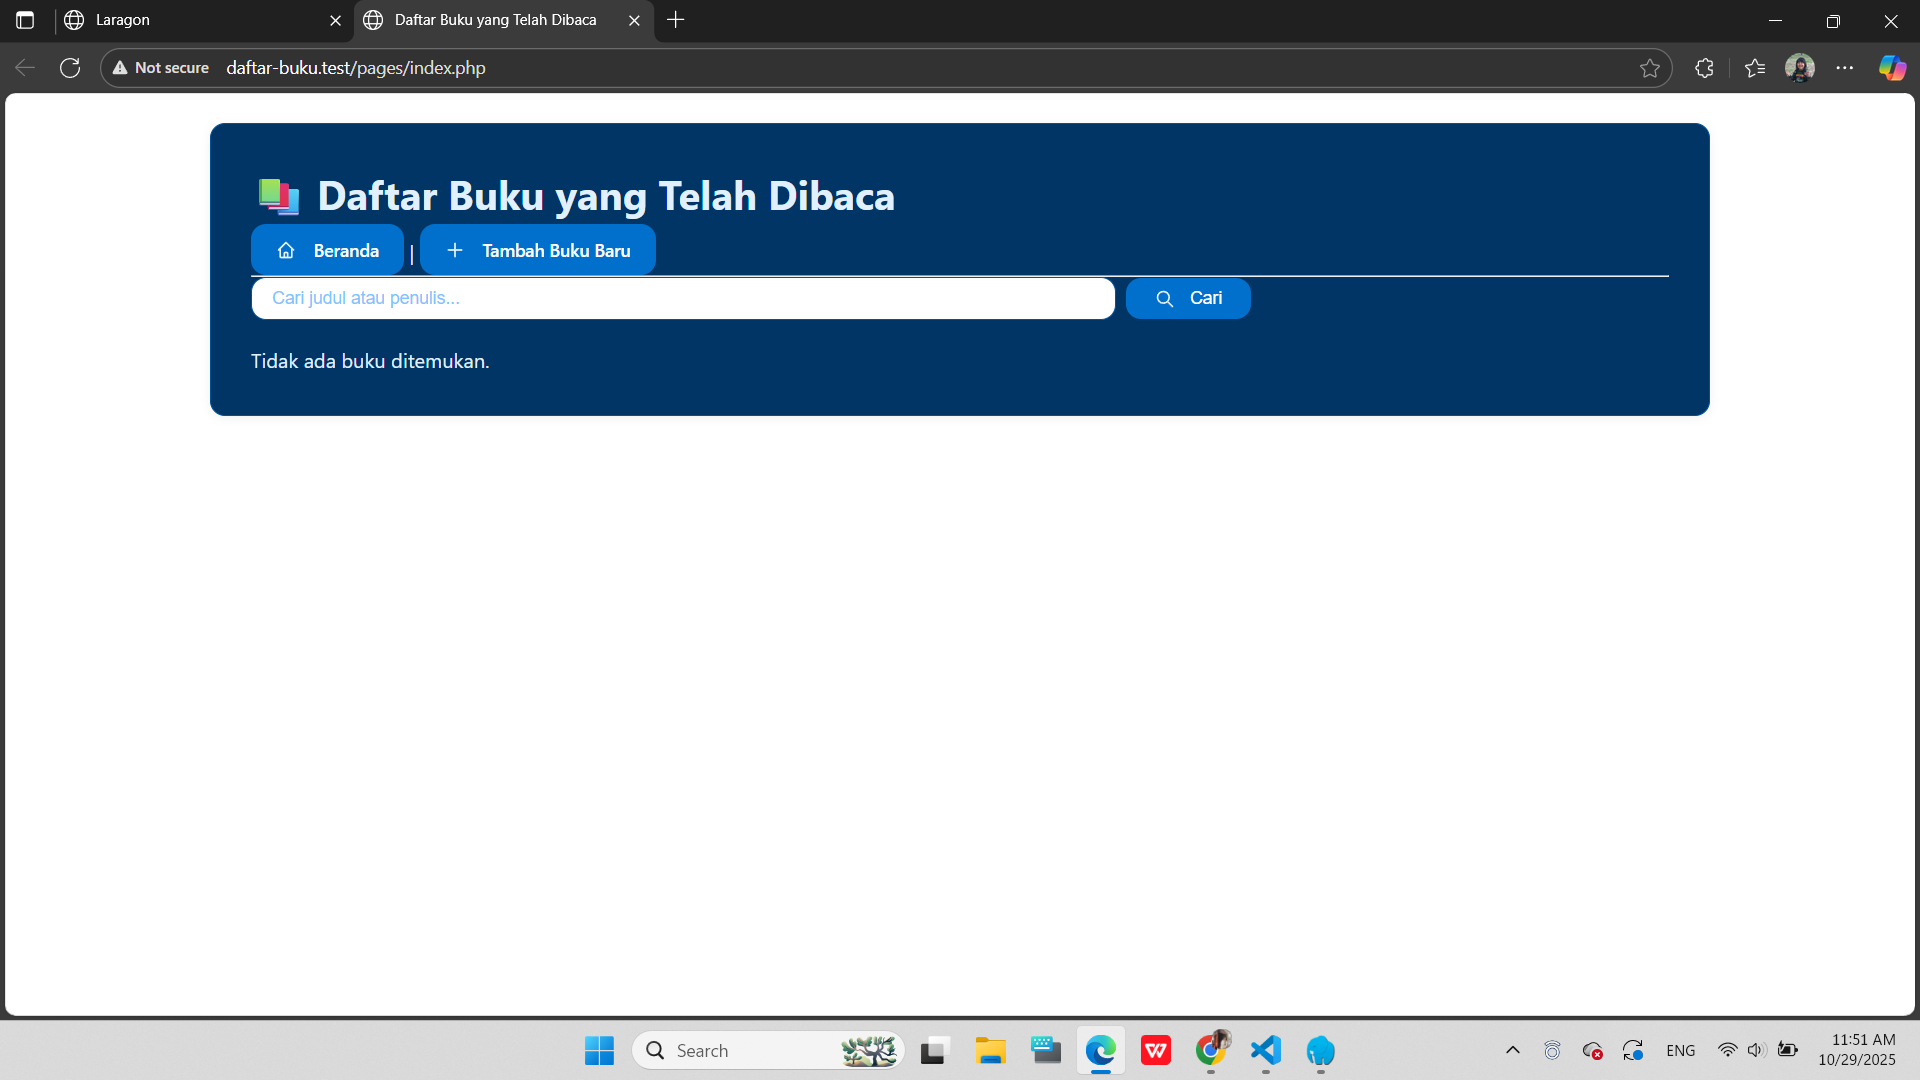 Laragon
Daftar Buku yang Telah Dibaca
Not secure daftar-buku.test/pages/index.php
Daftar Buku yang Telah Dibaca
Beranda | Tambah Buku Baru
Cari judul atau penulis... Cari
Tidak ada buku ditemukan.
Search
ENG
11:51 AM
10/29/2025